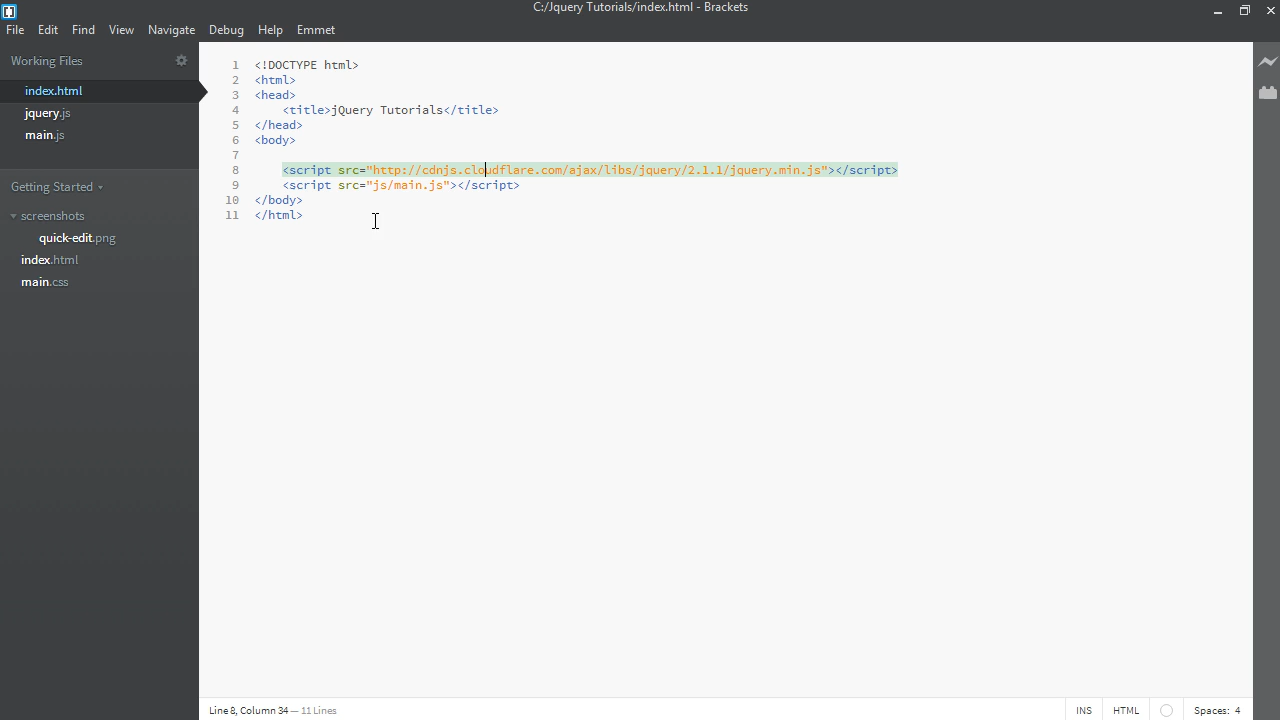 C:/Jquery Tutorials/index.html - Brackets
File Edit Find View Navigate Debug Help Emmet
Working Files
index.html
jquery.js
main.js
Getting Started
screenshots
quick-edit.png
index.html
main.css
1 <!DOCTYPE html>
2 <html>
3 <head>
4 <title>jQuery Tutorials</title>
5 </head>
6 <body>
7
8 <script src="http://cdnjs.cloudflare.com/ajax/libs/jquery/2.1.1/jquery.min.js"></script>
9 <script src="js/main.js"></script>
10 </body>
11 </html>
Line 8, Column 34 — 11 Lines
INS HTML Spaces: 4